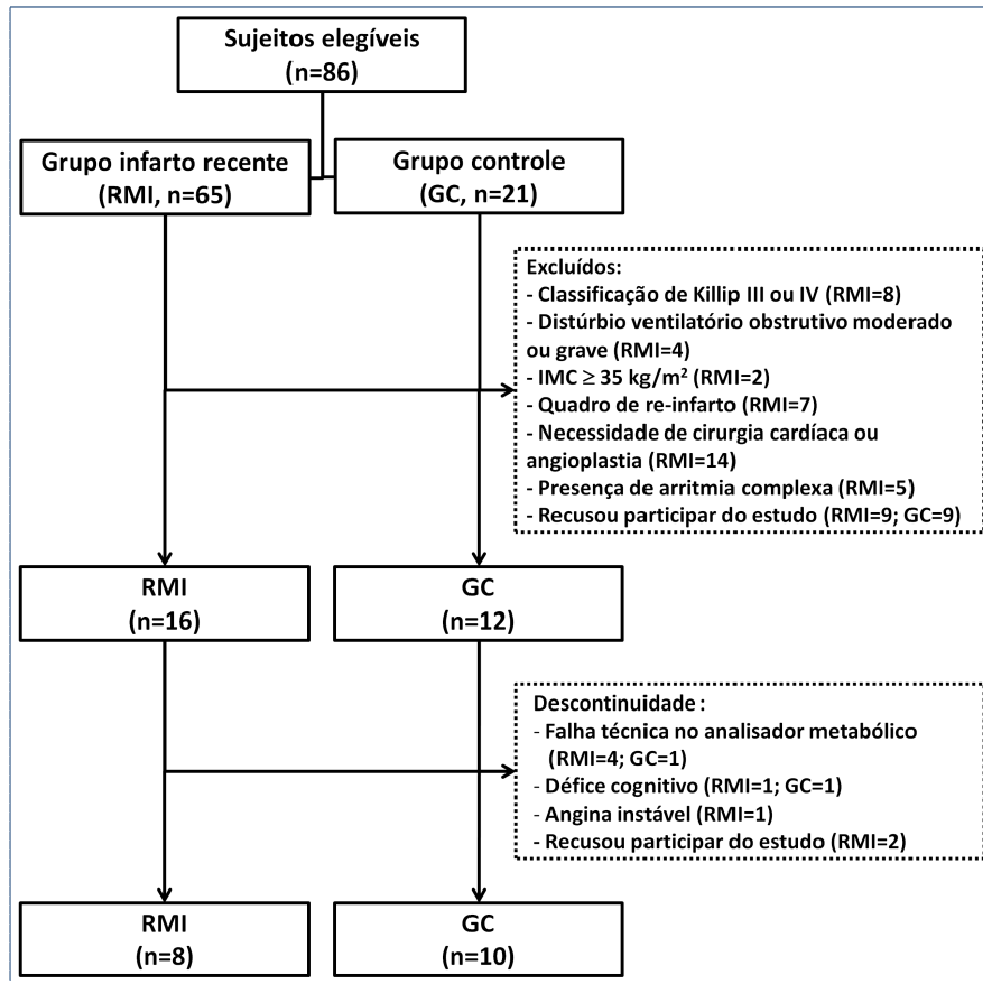 Sujeitos elegíveis
(n=86)
Grupo infarto recente
(RMI, n=65)
Grupo controle
(GC, n=21)
Excluídos:
- Classificação de Killip III ou IV (RMI=8)
- Distúrbio ventilatório obstrutivo moderado
ou grave (RMI=4)
- IMC ≥ 35 kg/m² (RMI=2)
- Quadro de re-infarto (RMI=7)
- Necessidade de cirurgia cardíaca ou
angioplastia (RMI=14)
- Presença de arritmia complexa (RMI=5)
- Recusou participar do estudo (RMI=9; GC=9)
RMI
(n=16)
GC
(n=12)
Descontinuidade :
- Falha técnica no analisador metabólico
(RMI=4; GC=1)
- Défice cognitivo (RMI=1; GC=1)
- Angina instável (RMI=1)
- Recusou participar do estudo (RMI=2)
RMI
(n=8)
GC
(n=10)